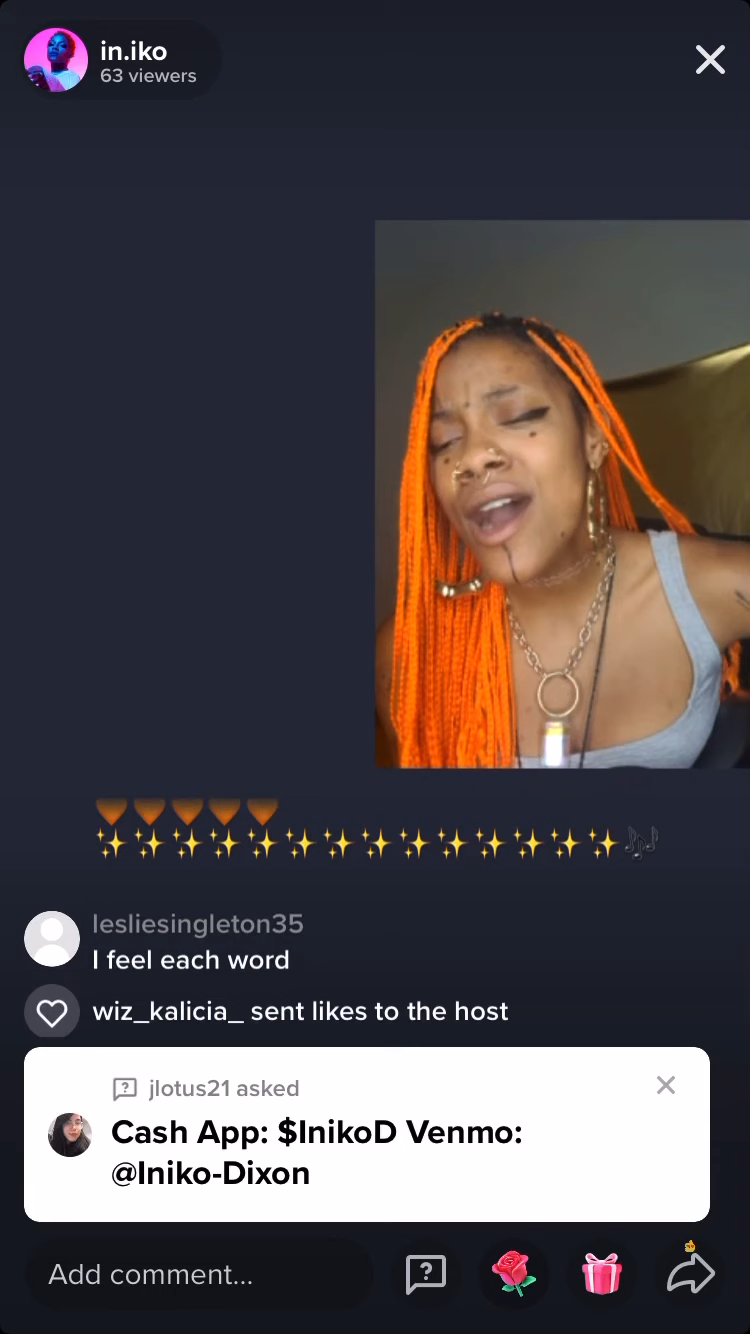 in.iko
63 viewers
lesliesingleton35
I feel each word
wiz_kalicia_ sent likes to the host
jlotus21 asked
Cash App: $InikoD Venmo:
@Iniko-Dixon
Add comment...